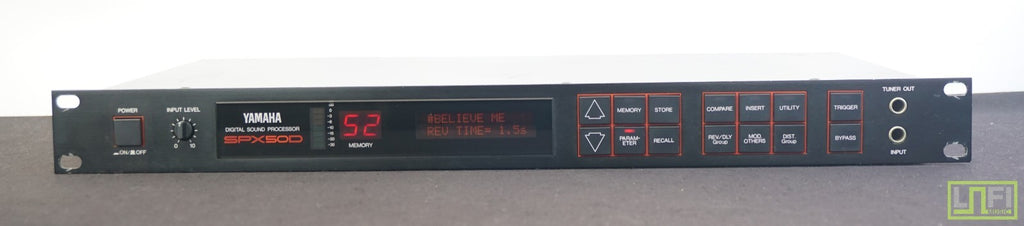 POWER
ON/OFF
INPUT LEVEL
0 10
YAMAHA
DIGITAL SOUND PROCESSOR
SPX50D
52
MEMORY
#BELIEVE ME
REV TIME= 1.5s
MEMORY
STORE
PARAM-
ETER
RECALL
COMPARE
INSERT
UTILITY
REV/DLY
Group
MOD.
OTHERS
DIST.
Group
TRIGGER
BYPASS
TUNER OUT
INPUT
LNFI
MUSIC